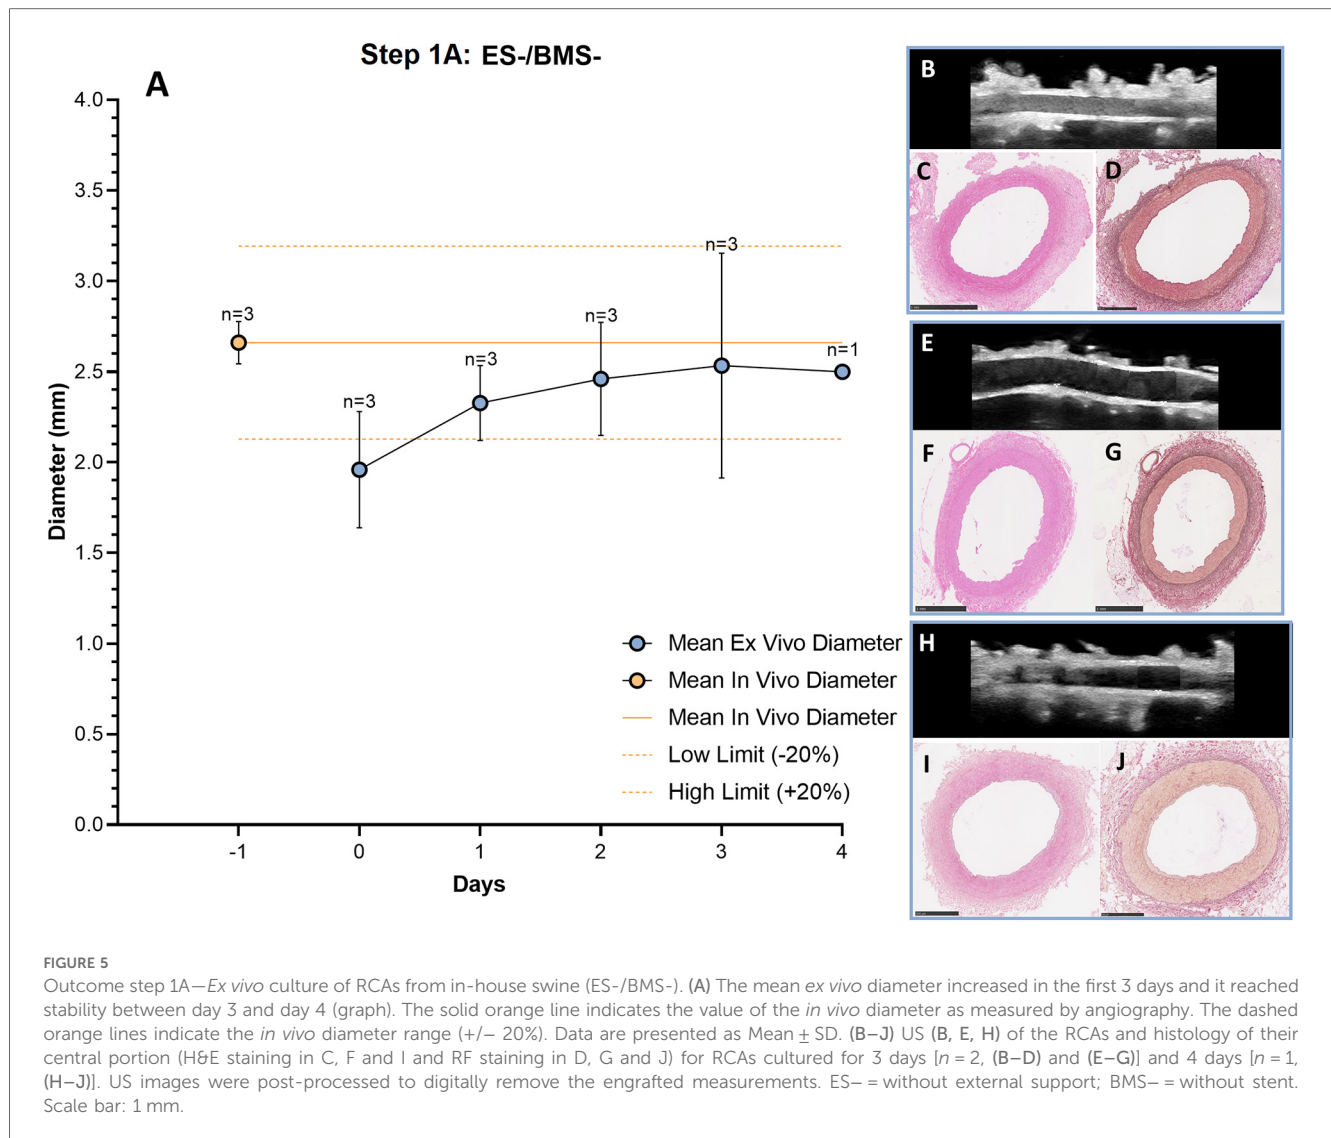 Step 1A: ES-/BMS-
A
4.0
3.5
3.0
2.5
2.0
1.5
1.0
0.5
0.0
Diameter (mm)
n=3
n=3
n=3
n=3
n=3
n=1
Mean Ex Vivo Diameter
Mean In Vivo Diameter
Mean In Vivo Diameter
Low Limit (-20%)
High Limit (+20%)
-1 0 1 2 3 4
Days
B
C D
E
F G
H
I J
FIGURE 5
Outcome step 1A—Ex vivo culture of RCAs from in-house swine (ES-/BMS-). (A) The mean ex vivo diameter increased in the first 3 days and it reached
stability between day 3 and day 4 (graph). The solid orange line indicates the value of the in vivo diameter as measured by angiography. The dashed
orange lines indicate the in vivo diameter range (+/− 20%). Data are presented as Mean ± SD. (B–J) US (B, E, H) of the RCAs and histology of their
central portion (H&E staining in C, F and I and RF staining in D, G and J) for RCAs cultured for 3 days [n = 2, (B–D) and (E–G)] and 4 days [n = 1,
(H–J)]. US images were post-processed to digitally remove the engrafted measurements. ES− = without external support; BMS− = without stent.
Scale bar: 1 mm.